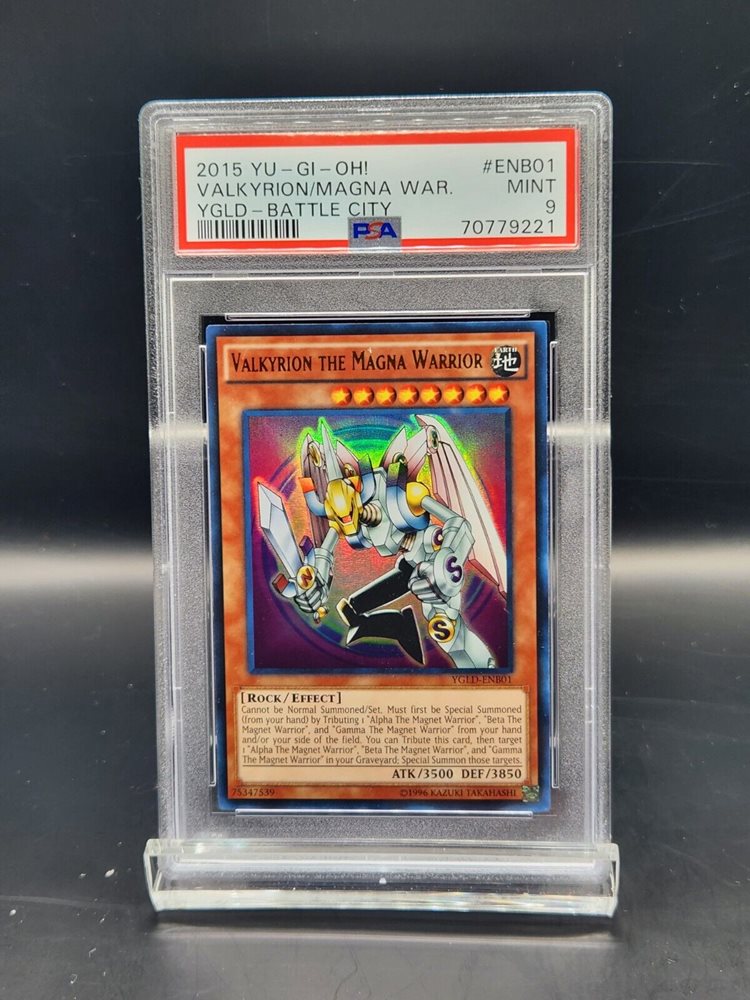 2015 YU-GI-OH! #ENB01
VALKYRION/MAGNA WAR. MINT
YGLD-BATTLE CITY 9
PSA 70779221
VALKYRION THE MAGNA WARRIOR
EARTH
地
N
S
S
YGLD-ENB01
[ROCK/EFFECT]
Cannot be Normal Summoned/Set. Must first be Special Summoned
(from your hand) by Tributing 1 "Alpha The Magnet Warrior", "Beta The
Magnet Warrior", and "Gamma The Magnet Warrior" from your hand
and/or your side of the field. You can Tribute this card, then target
1 "Alpha The Magnet Warrior", "Beta The Magnet Warrior", and "Gamma
The Magnet Warrior" in your Graveyard; Special Summon those targets.
ATK/3500 DEF/3850
75347539 ©1996 KAZUKI TAKAHASHI